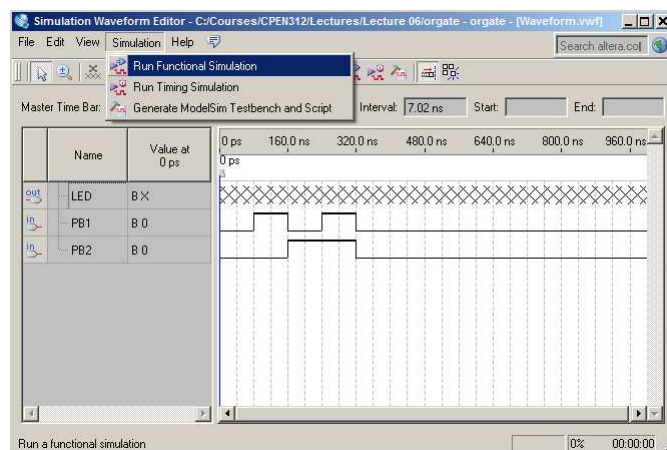 Simulation Waveform Editor - C:/Courses/CPEN312/Lectures/Lecture 06/orgate - orgate - [Waveform.vwf]
File Edit View Simulation Help
Search altera.col
Run Functional Simulation
Run Timing Simulation
Generate ModelSim Testbench and Script
Master Time Bar:
Interval: 7.02 ns Start: End:
Name
Value at
0 ps
0 ps 160.0 ns 320.0 ns 480.0 ns 640.0 ns 800.0 ns 960.0 ns
0 ps
out LED B X
in PB1 B 0
in PB2 B 0
Run a functional simulation 0% 00:00:00